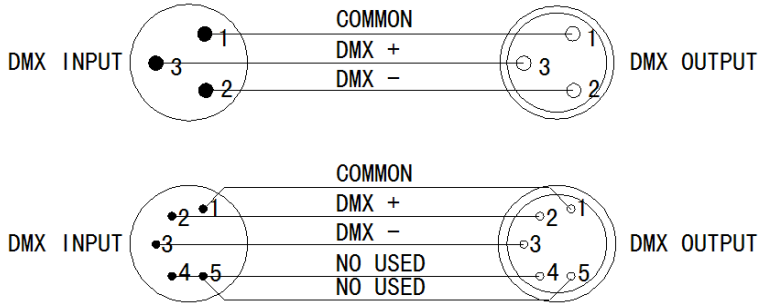 COMMON
DMX INPUT 1 3 2 DMX + DMX - 1 3 2 DMX OUTPUT
COMMON
DMX INPUT 1 2 3 4 5 DMX + DMX - 1 2 3 4 5 DMX OUTPUT
NO USED
NO USED